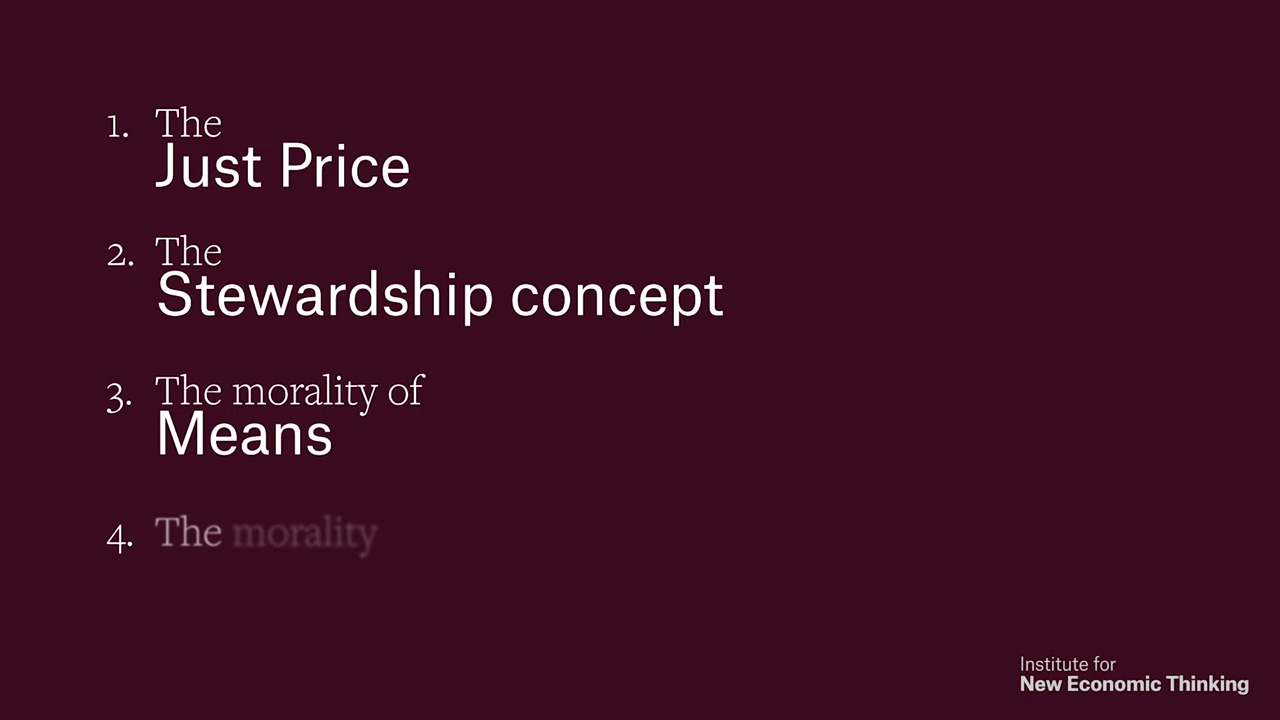 1. The
Just Price
2. The
Stewardship concept
3. The morality of
Means
4. The morality
Institute for
New Economic Thinking